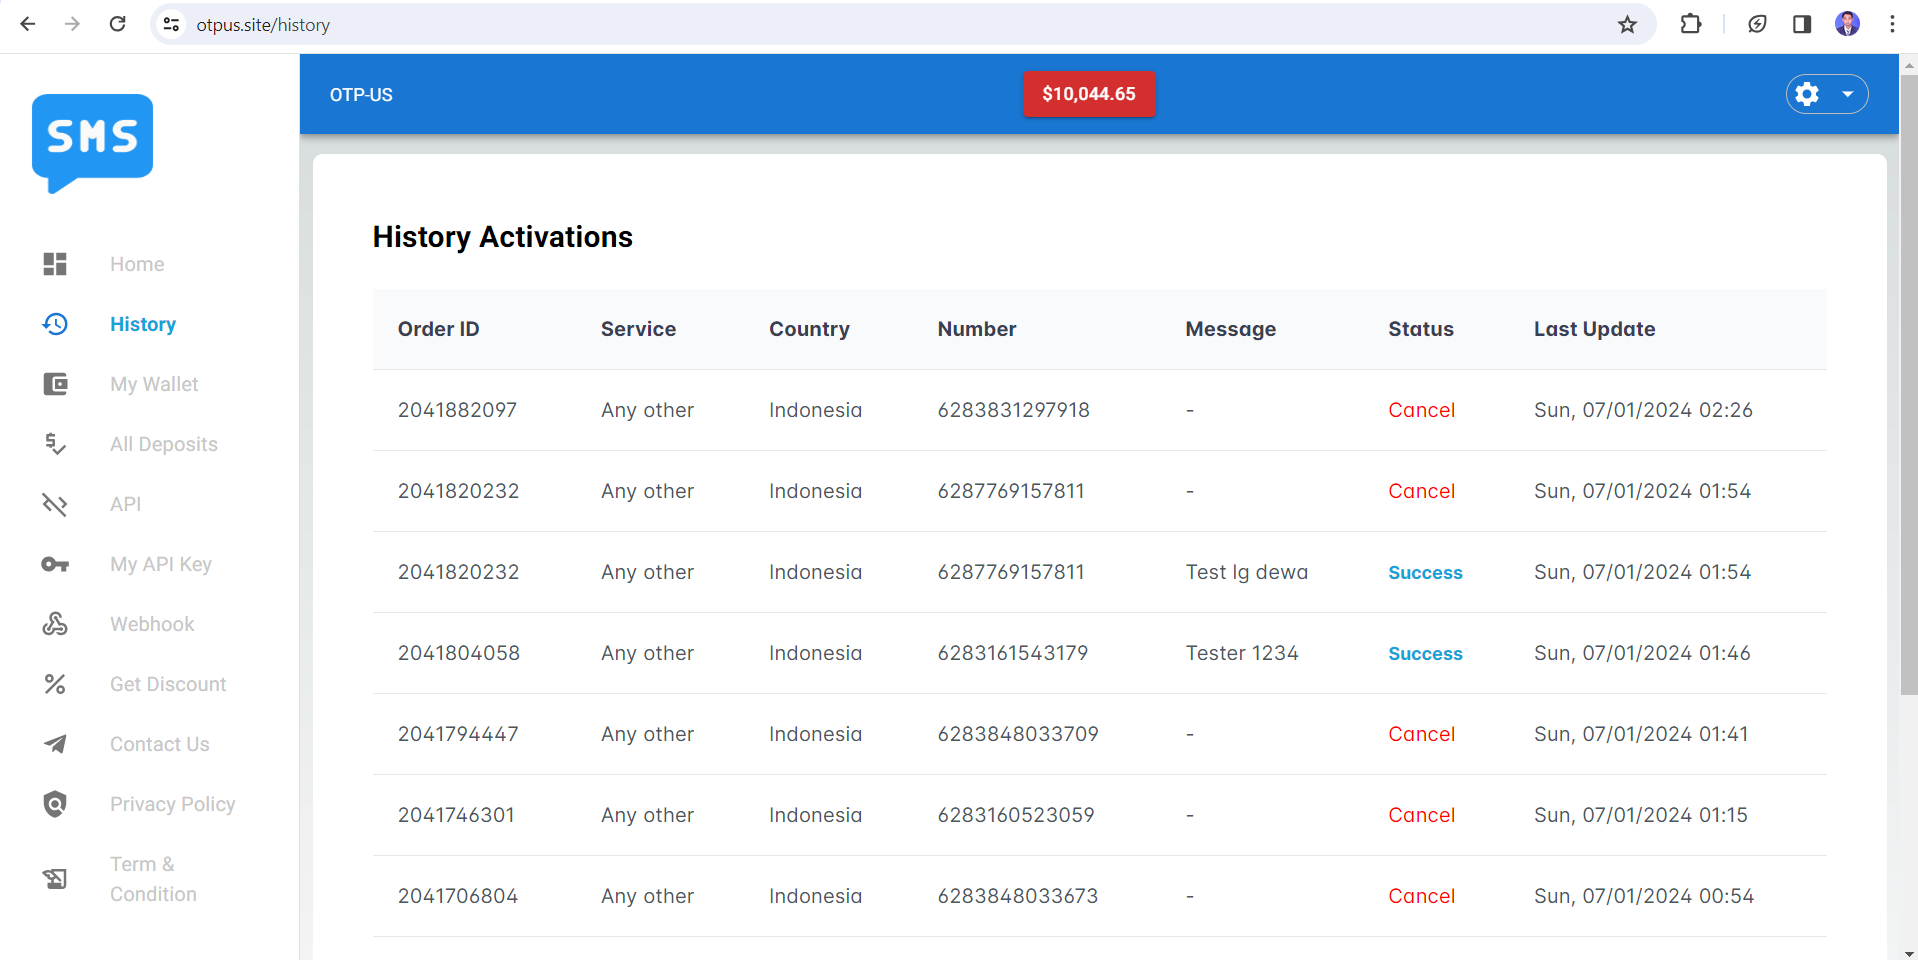 otpus.site/history
SMS
OTP-US
$10,044.65
Home
History
My Wallet
All Deposits
API
My API Key
Webhook
Get Discount
Contact Us
Privacy Policy
Term &
Condition
History Activations
Order ID Service Country Number Message Status Last Update
2041882097 Any other Indonesia 6283831297918 - Cancel Sun, 07/01/2024 02:26
2041820232 Any other Indonesia 6287769157811 - Cancel Sun, 07/01/2024 01:54
2041820232 Any other Indonesia 6287769157811 Test lg dewa Success Sun, 07/01/2024 01:54
2041804058 Any other Indonesia 6283161543179 Tester 1234 Success Sun, 07/01/2024 01:46
2041794447 Any other Indonesia 6283848033709 - Cancel Sun, 07/01/2024 01:41
2041746301 Any other Indonesia 6283160523059 - Cancel Sun, 07/01/2024 01:15
2041706804 Any other Indonesia 6283848033673 - Cancel Sun, 07/01/2024 00:54